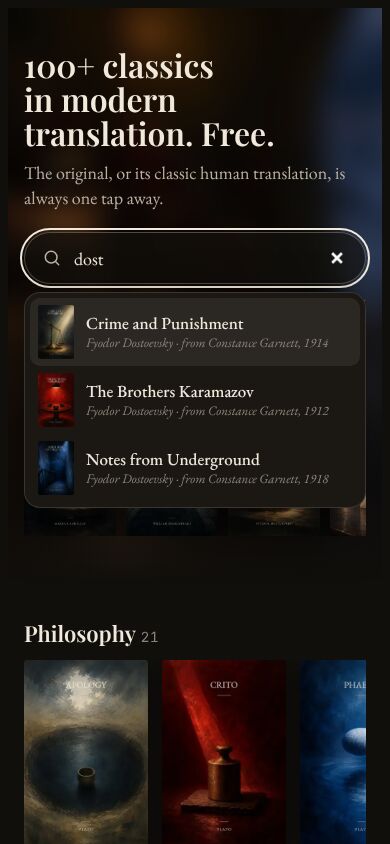 100+ classics
in modern
translation. Free.
The original, or its classic human translation, is
always one tap away.
dost
Crime and Punishment
Fyodor Dostoevsky · from Constance Garnett, 1914
The Brothers Karamazov
Fyodor Dostoevsky · from Constance Garnett, 1912
Notes from Underground
Fyodor Dostoevsky · from Constance Garnett, 1918
Philosophy 21
APOLOGY
CRITO
PLATO
PLATO